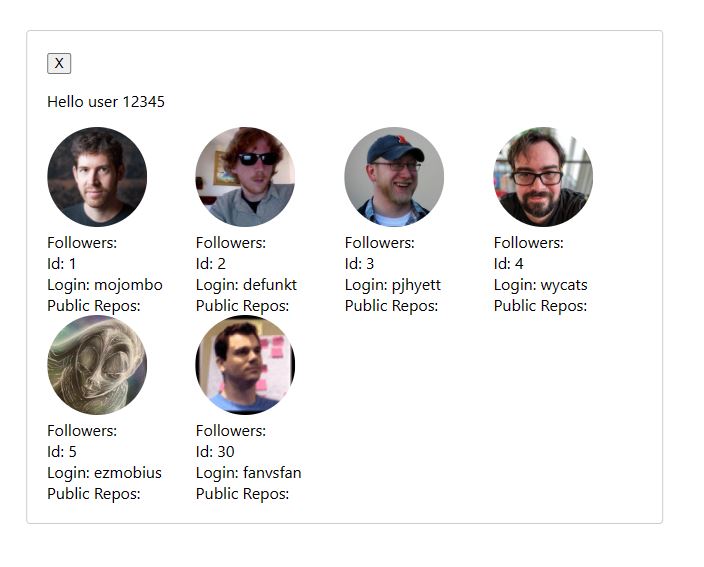 X
Hello user 12345
Followers: Followers: Followers: Followers:
Id: 1 Id: 2 Id: 3 Id: 4
Login: mojombo Login: defunkt Login: pjhyett Login: wycats
Public Repos: Public Repos: Public Repos: Public Repos:
Followers: Followers:
Id: 5 Id: 30
Login: ezmobius Login: fanvsfan
Public Repos: Public Repos: